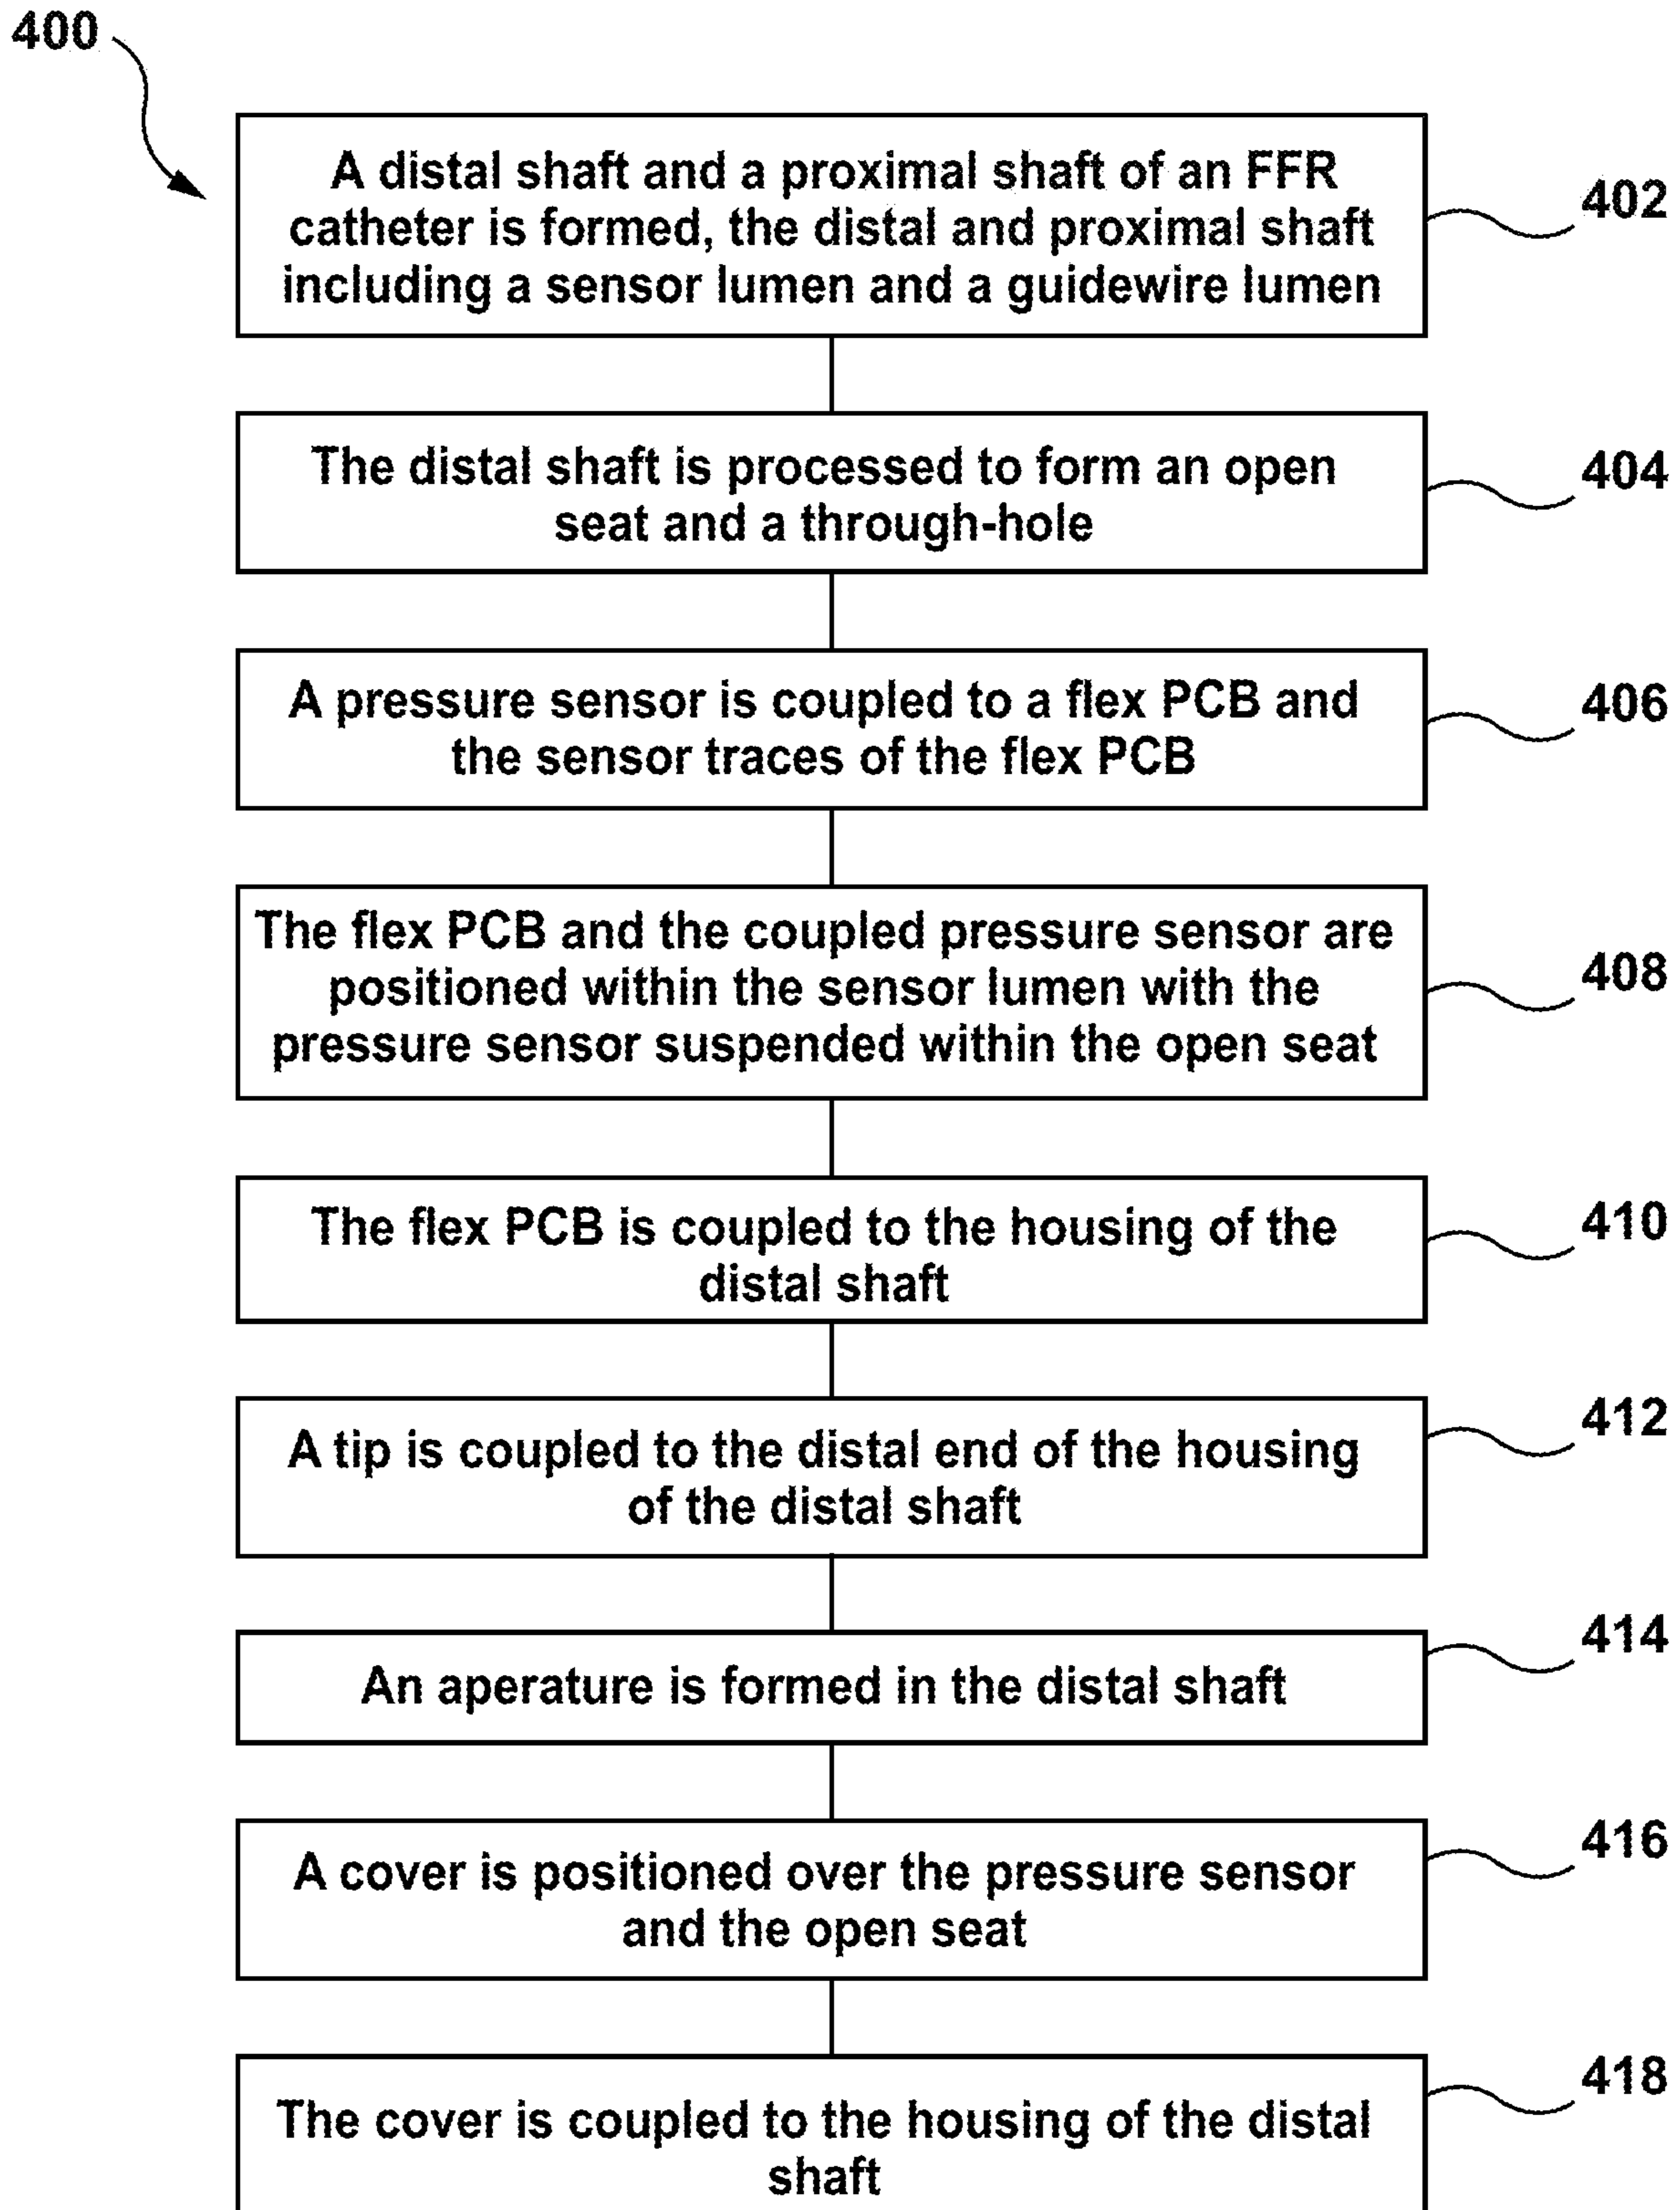 400
A distal shaft and a proximal shaft of an FFR
catheter is formed, the distal and proximal shaft
including a sensor lumen and a guidewire lumen
402
The distal shaft is processed to form an open
seat and a through-hole
404
A pressure sensor is coupled to a flex PCB and
the sensor traces of the flex PCB
406
The flex PCB and the coupled pressure sensor are
positioned within the sensor lumen with the
pressure sensor suspended within the open seat
408
The flex PCB is coupled to the housing of the
distal shaft
410
A tip is coupled to the distal end of the housing
of the distal shaft
412
An aperature is formed in the distal shaft
414
A cover is positioned over the pressure sensor
and the open seat
416
The cover is coupled to the housing of the distal
shaft
418